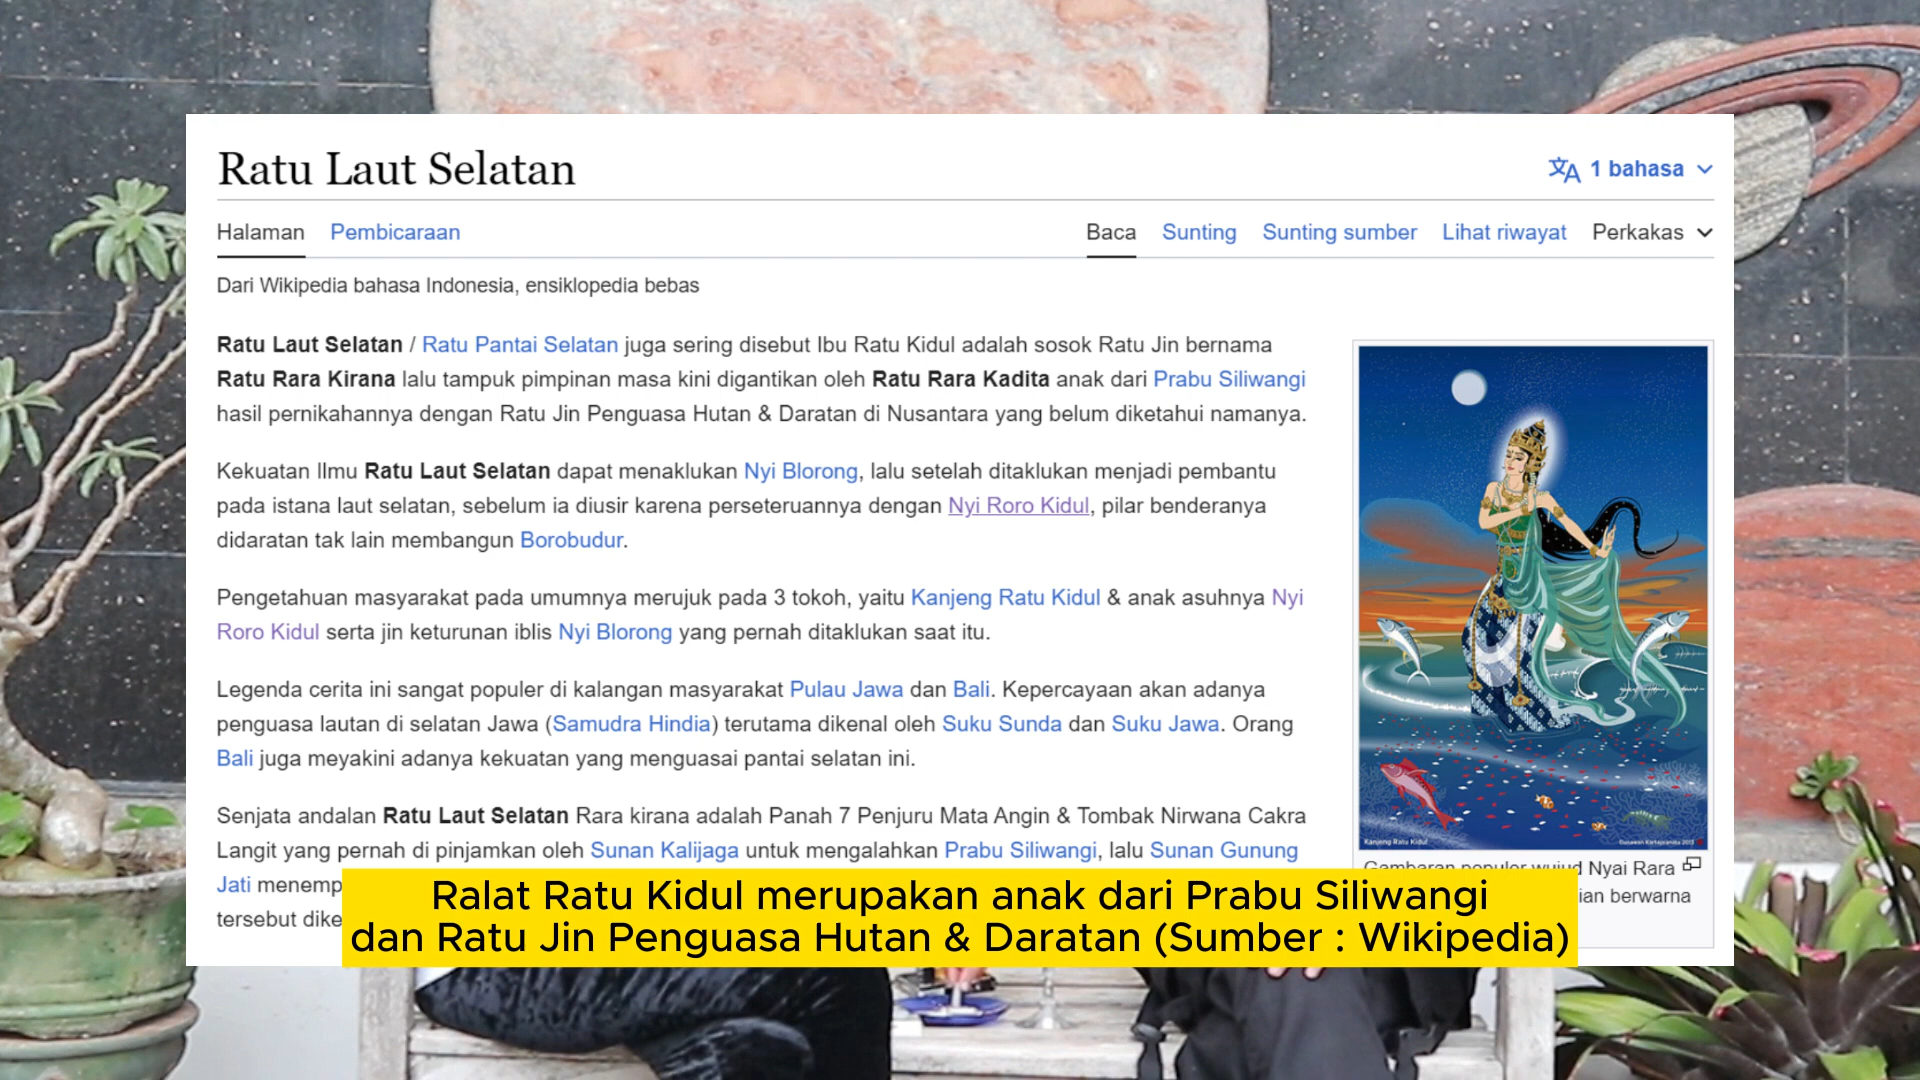 Ratu Laut Selatan
1 bahasa
Halaman Pembicaraan Baca Sunting Sunting sumber Lihat riwayat Perkakas
Dari Wikipedia bahasa Indonesia, ensiklopedia bebas
Ratu Laut Selatan / Ratu Pantai Selatan juga sering disebut Ibu Ratu Kidul adalah sosok Ratu Jin bernama
Ratu Rara Kirana lalu tampuk pimpinan masa kini digantikan oleh Ratu Rara Kadita anak dari Prabu Siliwangi
hasil pernikahannya dengan Ratu Jin Penguasa Hutan & Daratan di Nusantara yang belum diketahui namanya.
Kekuatan Ilmu Ratu Laut Selatan dapat menaklukan Nyi Blorong, lalu setelah ditaklukan menjadi pembantu
pada istana laut selatan, sebelum ia diusir karena perseteruannya dengan Nyi Roro Kidul, pilar benderanya
didaratan tak lain membangun Borobudur.
Pengetahuan masyarakat pada umumnya merujuk pada 3 tokoh, yaitu Kanjeng Ratu Kidul & anak asuhnya Nyi
Roro Kidul serta jin keturunan iblis Nyi Blorong yang pernah ditaklukan saat itu.
Legenda cerita ini sangat populer di kalangan masyarakat Pulau Jawa dan Bali. Kepercayaan akan adanya
penguasa lautan di selatan Jawa (Samudra Hindia) terutama dikenal oleh Suku Sunda dan Suku Jawa. Orang
Bali juga meyakini adanya kekuatan yang menguasai pantai selatan ini.
Senjata andalan Ratu Laut Selatan Rara kirana adalah Panah 7 Penjuru Mata Angin & Tombak Nirwana Cakra
Langit yang pernah di pinjamkan oleh Sunan Kalijaga untuk mengalahkan Prabu Siliwangi, lalu Sunan Gunung
Jati menemp
tersebut dike
Kanjeng Ratu Kidul
Gambaran populer wujud Nyai Rara
ian berwarna
Ralat Ratu Kidul merupakan anak dari Prabu Siliwangi
dan Ratu Jin Penguasa Hutan & Daratan (Sumber : Wikipedia)